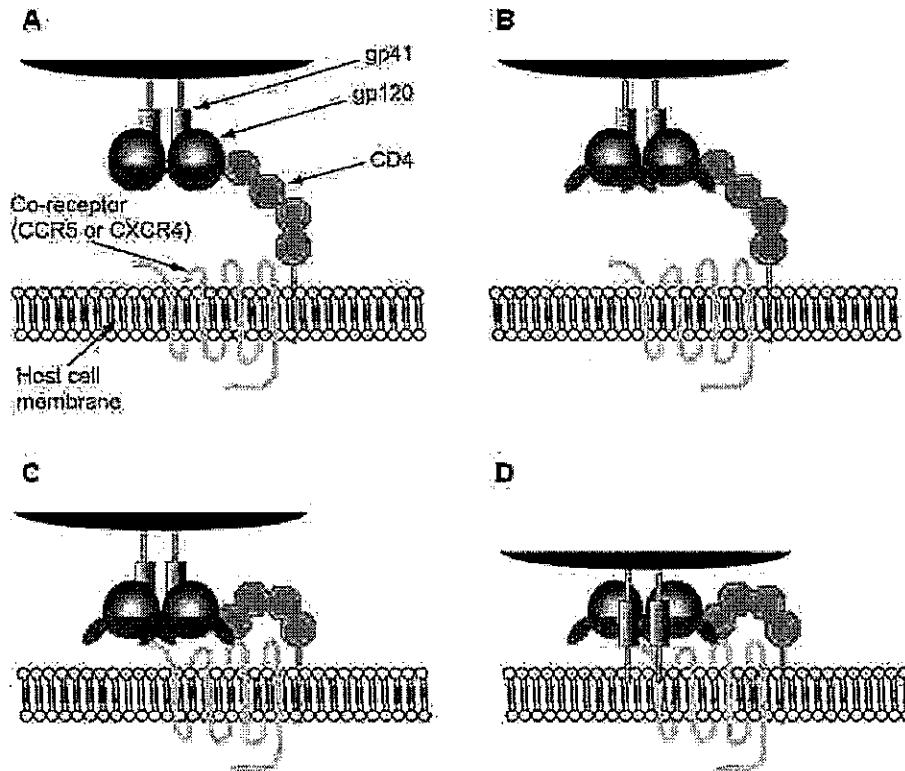 A
B
gp41
gp120
CD4
Co-receptor
(CCR5 or CXCR4)
Host cell
membrane
C
D